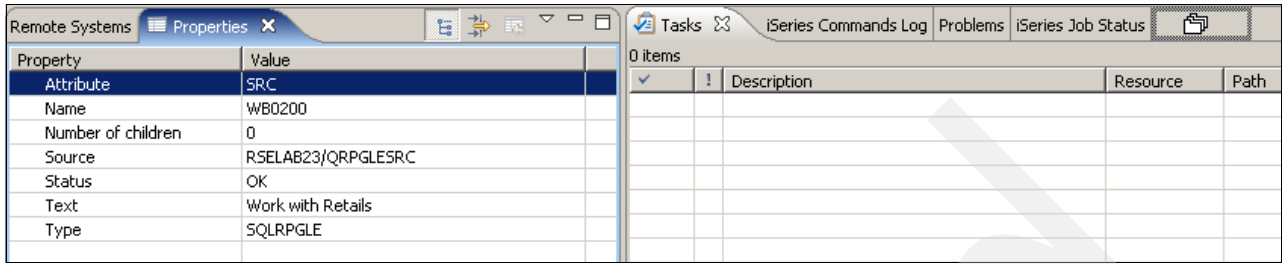 Remote Systems Properties
Property Value
Attribute SRC
Name WB0200
Number of children 0
Source RSELAB23/QRPGLESRC
Status OK
Text Work with Retails
Type SQLRPGLE
Tasks iSeries Commands Log Problems iSeries Job Status
0 items
! Description Resource Path